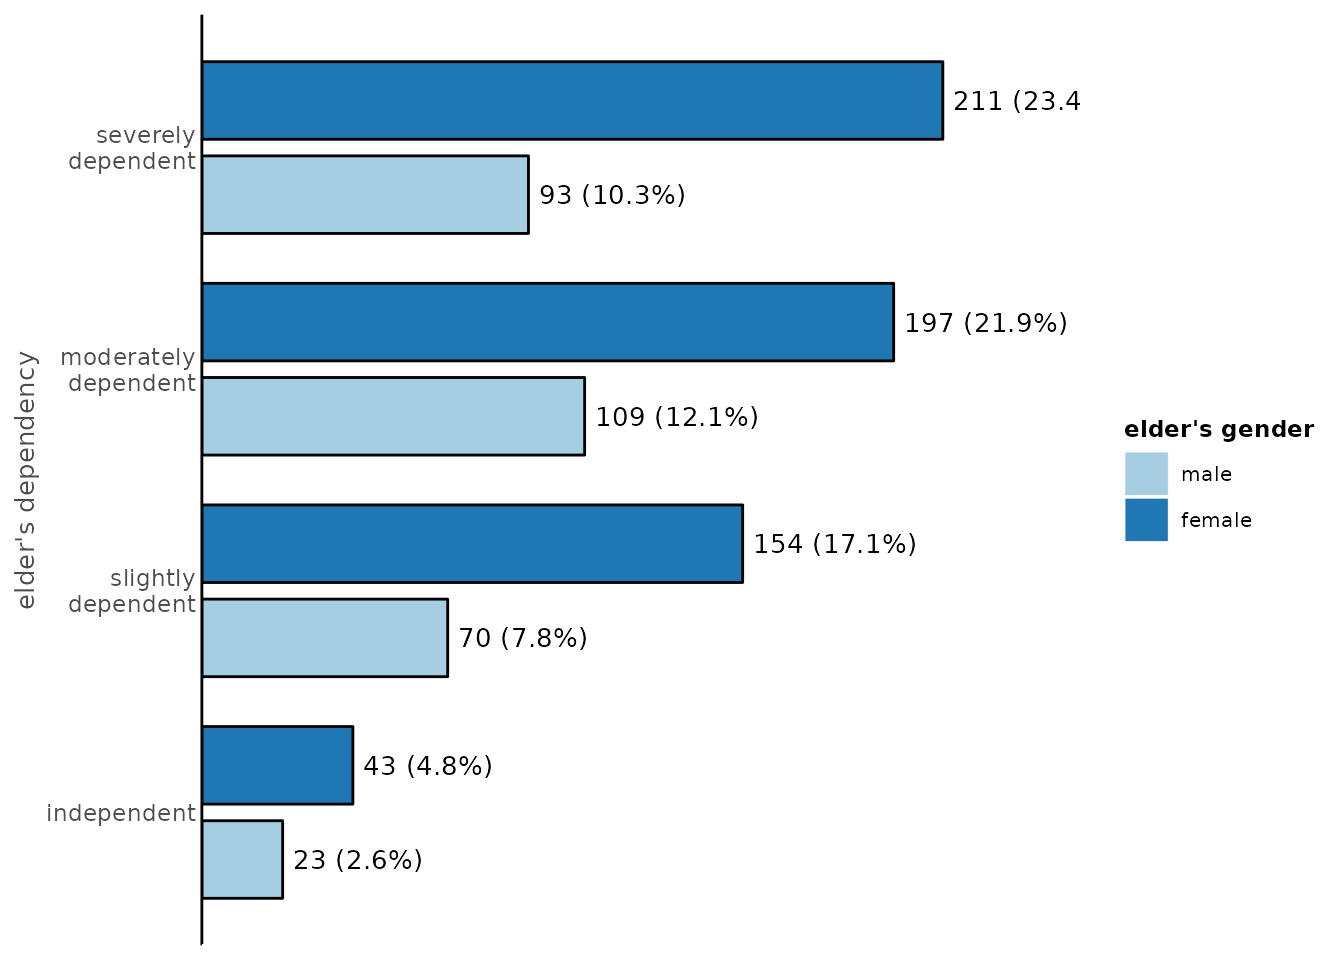 211 (23.4
severely
dependent
93 (10.3%)
197 (21.9%)
moderately
dependent
109 (12.1%)
elder's dependency
elder's gender
male
female
154 (17.1%)
slightly
dependent
70 (7.8%)
43 (4.8%)
independent
23 (2.6%)